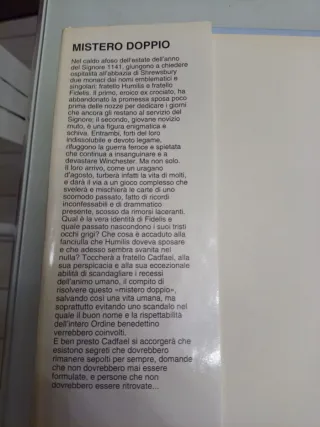 MISTERO DOPPIO
Nel caldo afoso dell'estate dell'anno
del Signore 1141, giungono a chiedere
ospitalità all'abbazia di Shrewsbury
due monaci dai nomi emblematici e
singolari: fratello Humilis e fratello
Fidelis. Il primo, eroico ex crociato, ha
abbandonato la promessa sposa poco
prima delle nozze per dedicare i giorni
che ancora gli restano al servizio del
Signore; il secondo, giovane novizio
muto, è una figura enigmatica e
schiva. Entrambi, forti del loro
indissolubile e devoto legame,
rifuggono la guerra feroce e spietata
che continua a insanguinare e a
devastare Winchester. Ma non solo.
Il loro arrivo, come un uragano
d'agosto, turberà infatti la vita di molti,
e darà il via a un gioco complesso che
svelerà e mischierà le carte di uno
scomodo passato, fatto di ricordi
inconfessabili e di drammatico
presente, scosso da rimorsi laceranti.
Qual è la vera identità di Fidelis e
quale passato nascondono i suoi tristi
occhi grigi? Che cosa è accaduto alla
fanciulla che Humilis doveva sposare
e che adesso sembra svanita nel
nulla? Toccherà a fratello Cadfael, alla
sua perspicacia e alla sua eccezionale
abilità di scandagliare i recessi
dell'animo umano, il compito di
risolvere questo «mistero doppio»,
salvando così una vita umana, ma
soprattutto evitando uno scandalo nel
quale il buon nome e la rispettabilità
dell'intero Ordine benedettino
verrebbero coinvolti.
E ben presto Cadfael si accorgerà che
esistono segreti che dovrebbero
rimanere sepolti per sempre, domande
che non dovrebbero mai essere
formulate, e persone che non
dovrebbero essere ritrovate...